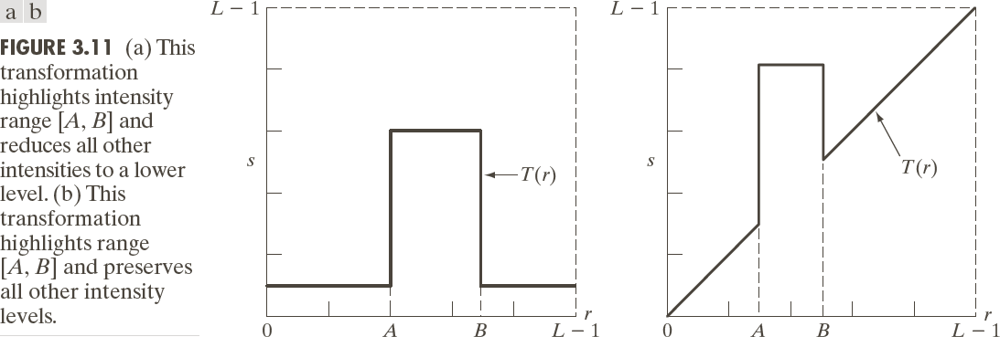 a b
FIGURE 3.11 (a) This
transformation
highlights intensity
range [A, B] and
reduces all other
intensities to a lower
level. (b) This
transformation
highlights range
[A, B] and preserves
all other intensity
levels.
L – 1
s
T(r)
r
0 A B L – 1
L – 1
s
T(r)
r
0 A B L – 1